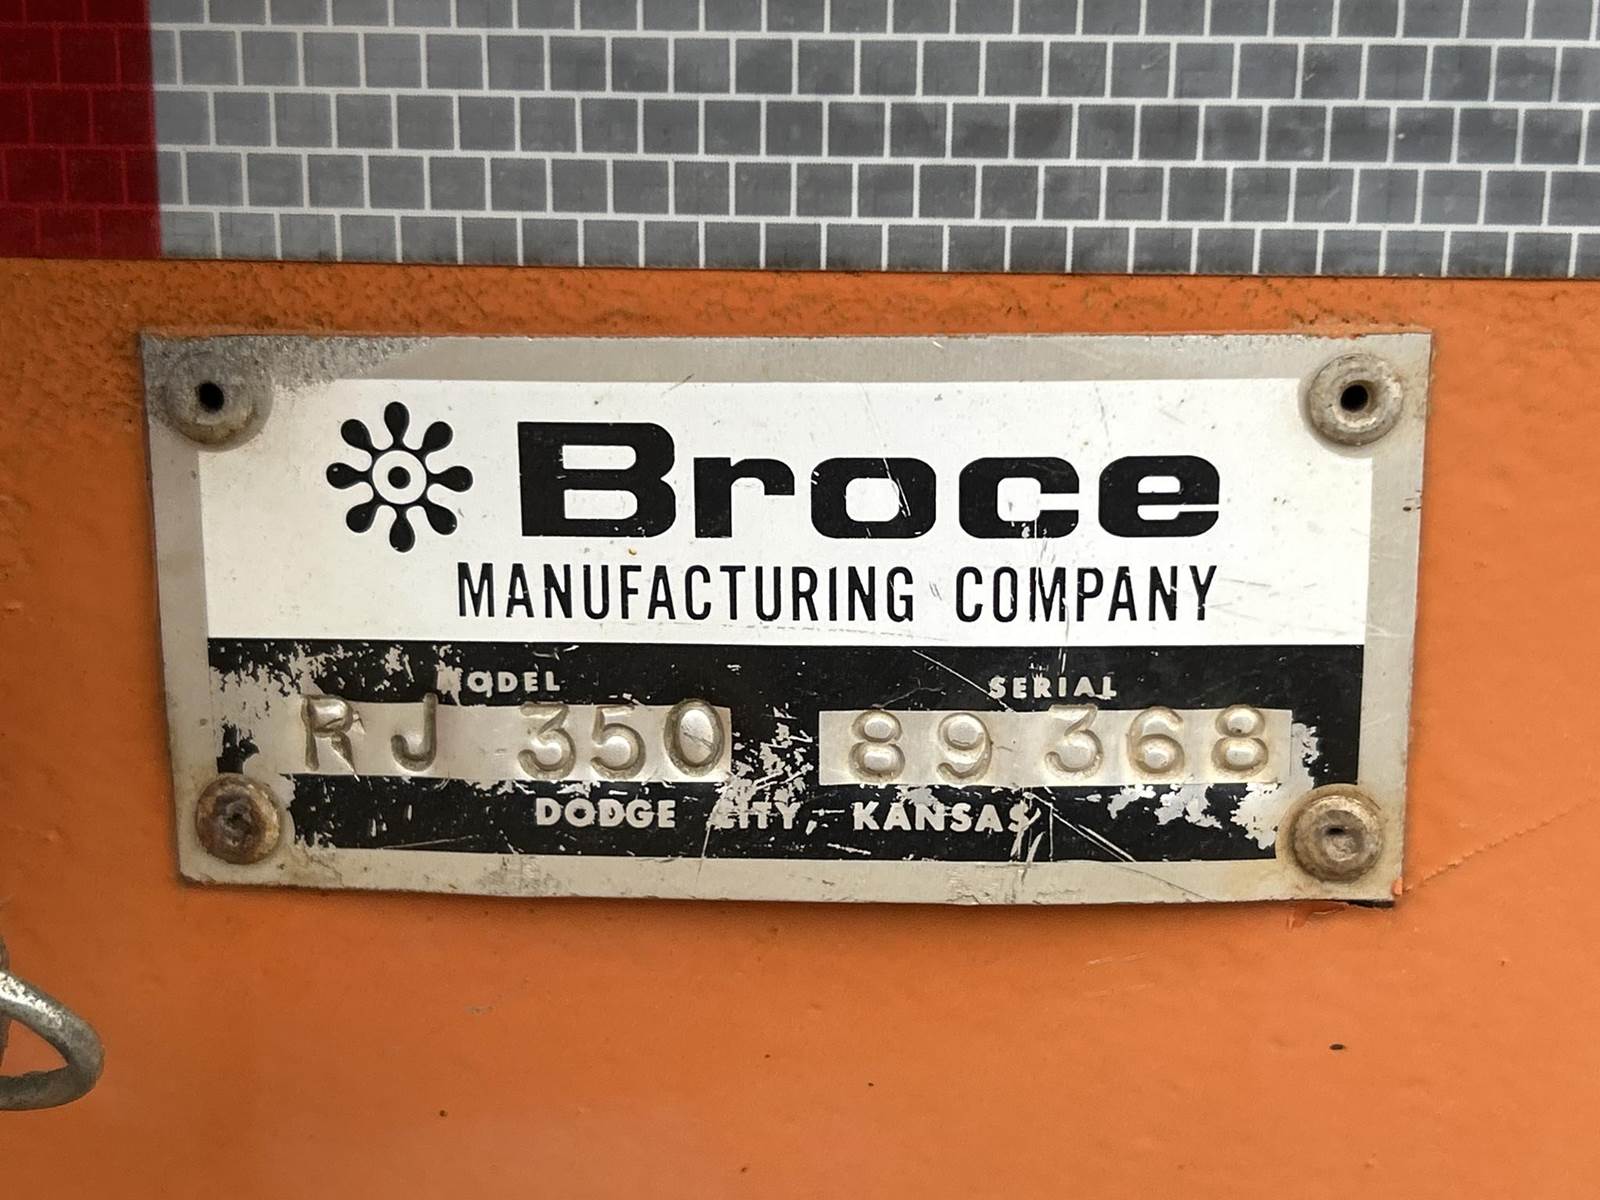 Broce
MANUFACTURING COMPANY
MODEL SERIAL
RJ 350 89368
DODGE CITY, KANSAS